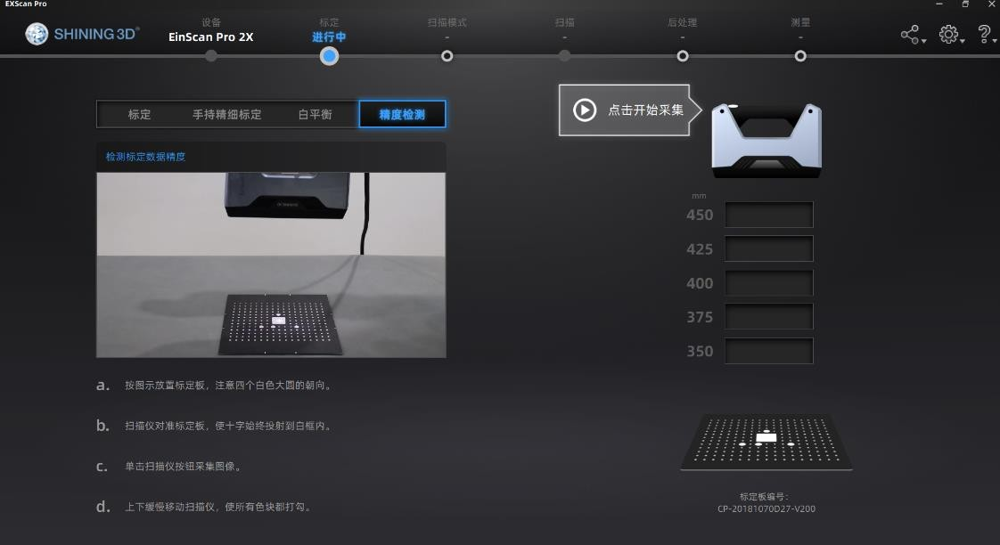 EXScan Pro
SHINING 3D®
设备
EinScan Pro 2X
标定
进行中
扫描模式
-
扫描
-
后处理
-
测量
-
标定
手持精细标定
白平衡
精度检测
检测标定数据精度
a. 按图示放置标定板，注意四个白色大圆的朝向。
b. 扫描仪对准标定板，使十字始终投射到白框内。
c. 单击扫描仪按钮采集图像。
d. 上下缓慢移动扫描仪，使所有色块都打勾。
点击开始采集
mm
450
425
400
375
350
标定板编号：
CP-20181070D27-V200